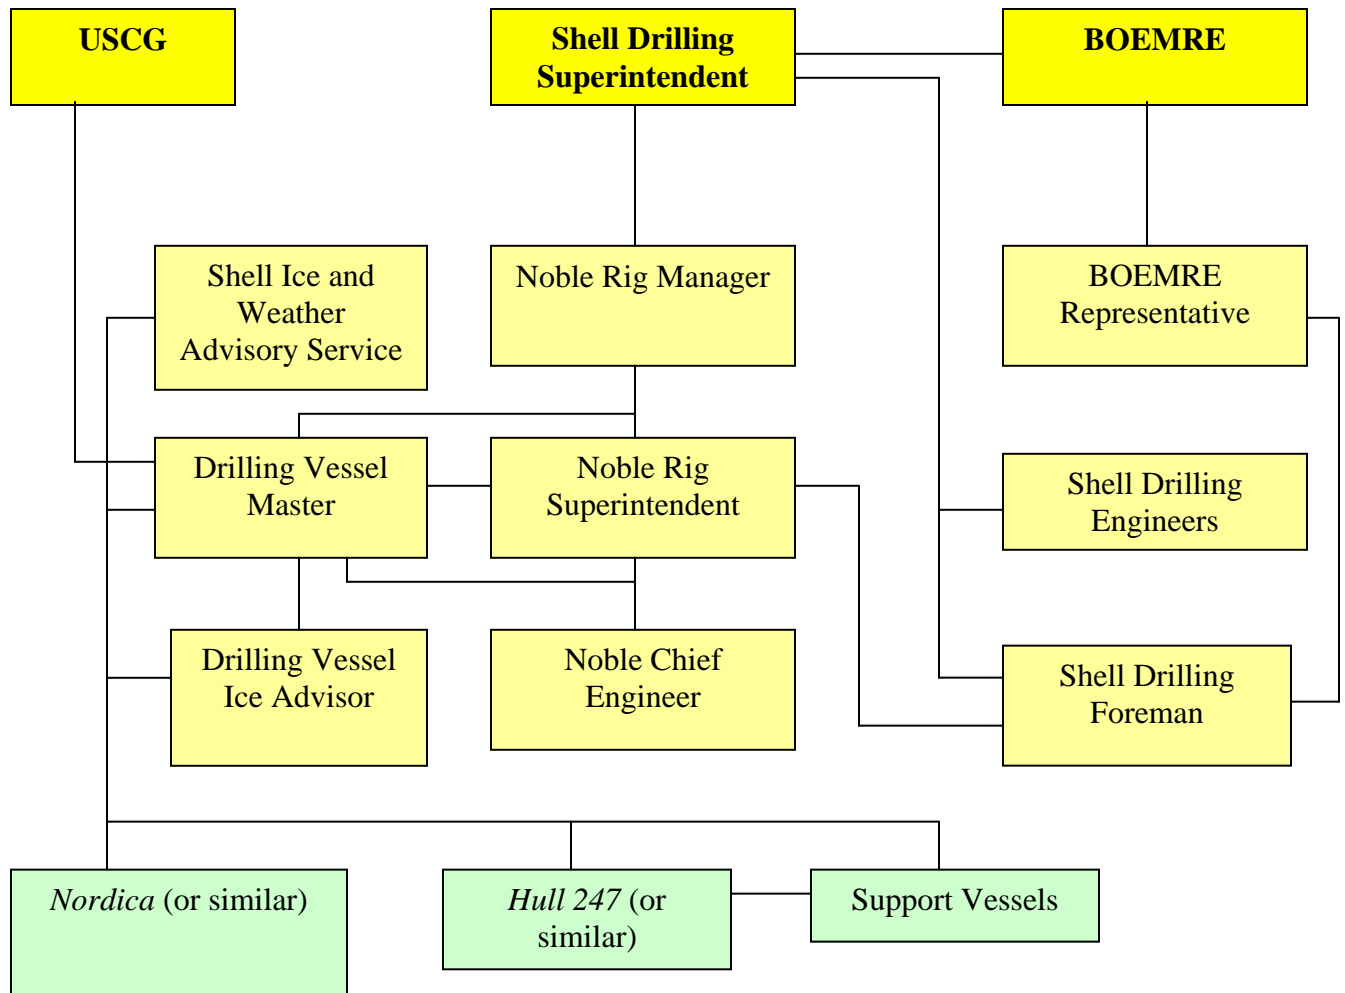 USCG
Shell Drilling
Superintendent
BOEMRE
Shell Ice and
Weather
Advisory Service
Noble Rig Manager
BOEMRE
Representative
Drilling Vessel
Master
Noble Rig
Superintendent
Shell Drilling
Engineers
Drilling Vessel
Ice Advisor
Noble Chief
Engineer
Shell Drilling
Foreman
Nordica (or similar)
Hull 247 (or
similar)
Support Vessels